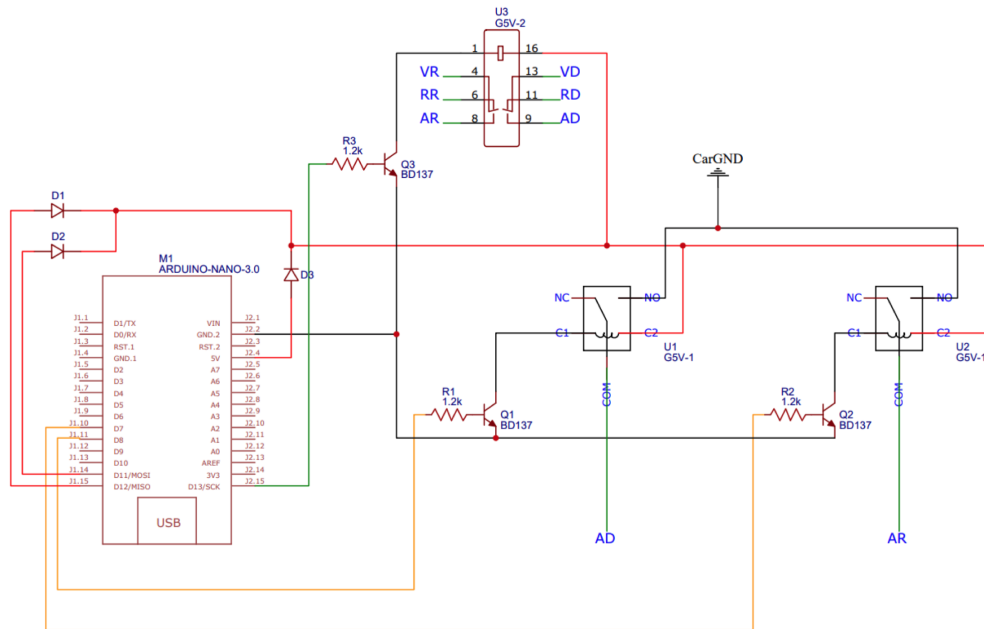 U3
G5V-2
1 16
VR 4 13 VD
RR 6 11 RD
AR 8 9 AD
R3
1.2k
Q3
BD137
CarGND
D1
D2
D3
M1
ARDUINO-NANO-3.0
J1.1 D1/TX VIN J2.1
J1.2 D0/RX GND.2 J2.2
J1.3 RST.1 RST.2 J2.3
J1.4 GND.1 5V J2.4
J1.5 D2 A7 J2.5
J1.6 D3 A6 J2.6
J1.7 D4 A5 J2.7
J1.8 D5 A4 J2.8
J1.9 D6 A3 J2.9
J1.10 D7 A2 J2.10
J1.11 D8 A1 J2.11
J1.12 D9 A0 J2.12
J1.13 D10 AREF J2.13
J1.14 D11/MOSI 3V3 J2.14
J1.15 D12/MISO D13/SCK J2.15
USB
NC NO
C1 C2
U1
G5V-1
COM
R1
1.2k
Q1
BD137
AD
NC NO
C1 C2
U2
G5V-1
COM
R2
1.2k
Q2
BD137
AR